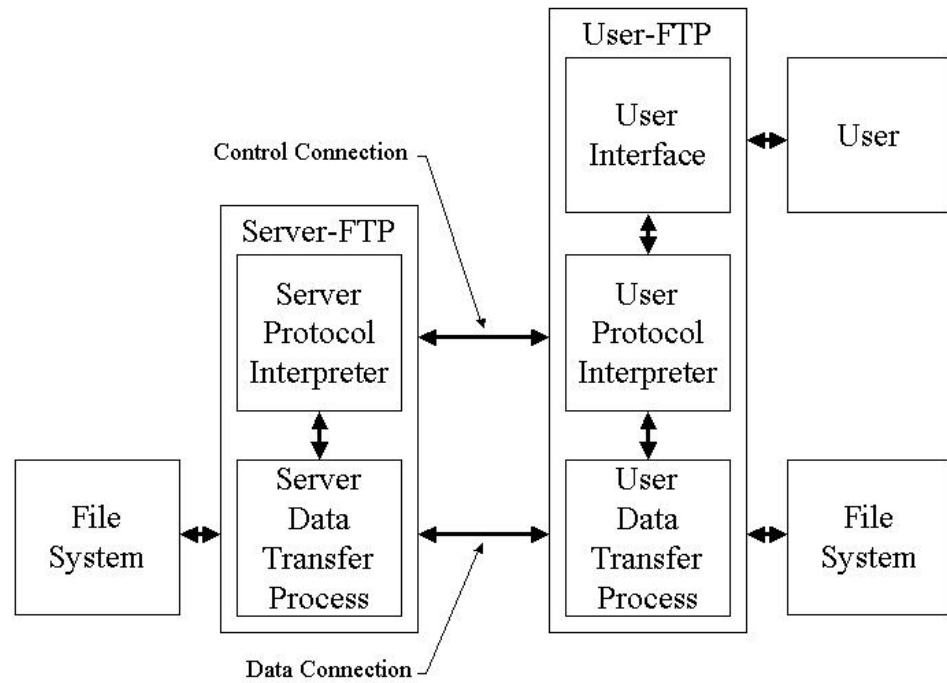 User-FTP
User
Interface
User
Control Connection
Server-FTP
Server
Protocol
Interpreter
User
Protocol
Interpreter
File
System
Server
Data
Transfer
Process
User
Data
Transfer
Process
File
System
Data Connection